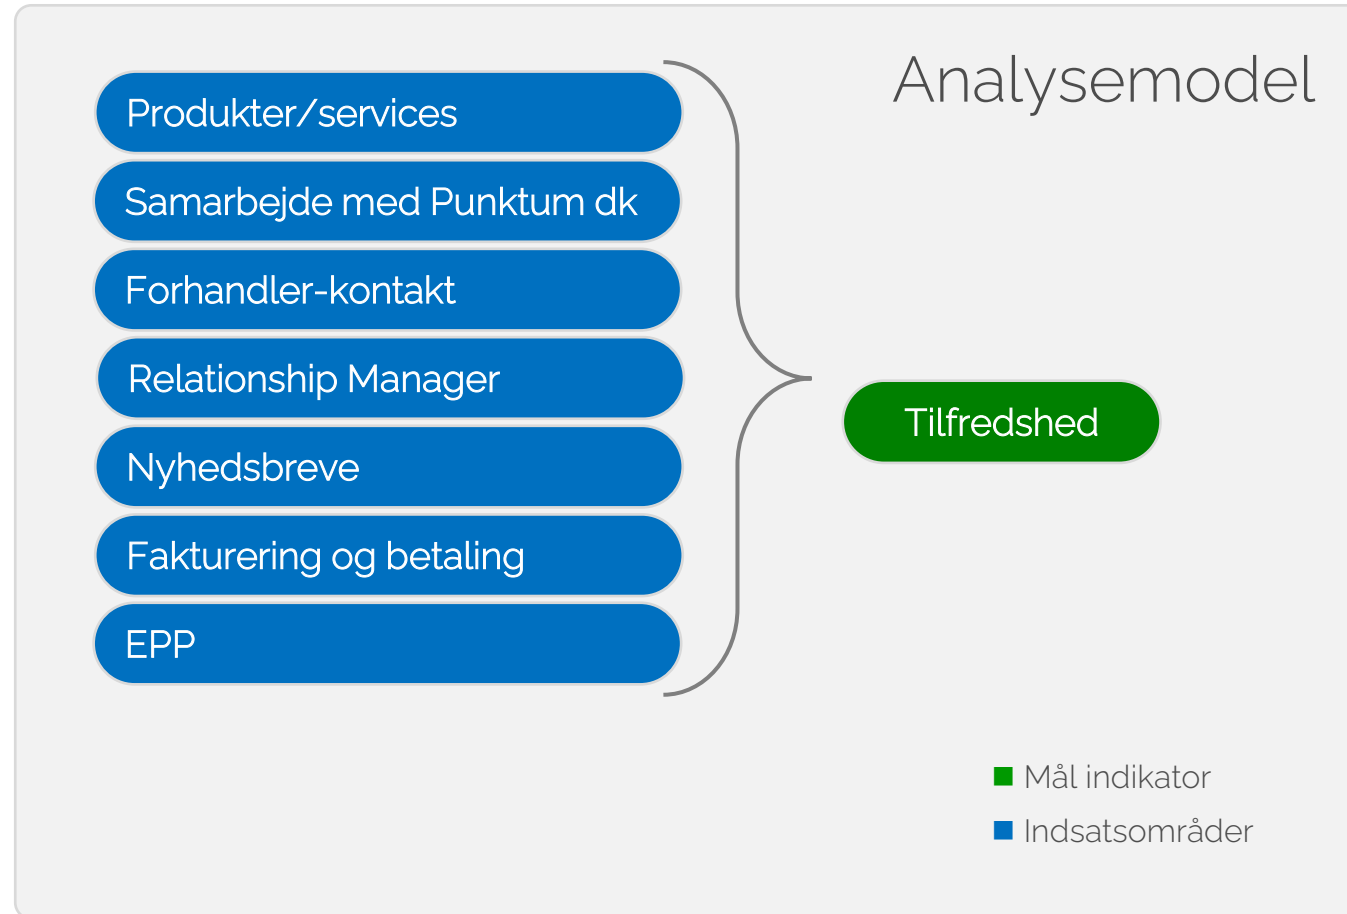 Analysemodel
Produkter/services
Samarbejde med Punktum dk
Forhandler-kontakt
Relationship Manager
Nyhedsbreve
Fakturering og betaling
EPP
Tilfredshed
Mål indikator
Indsatsområder